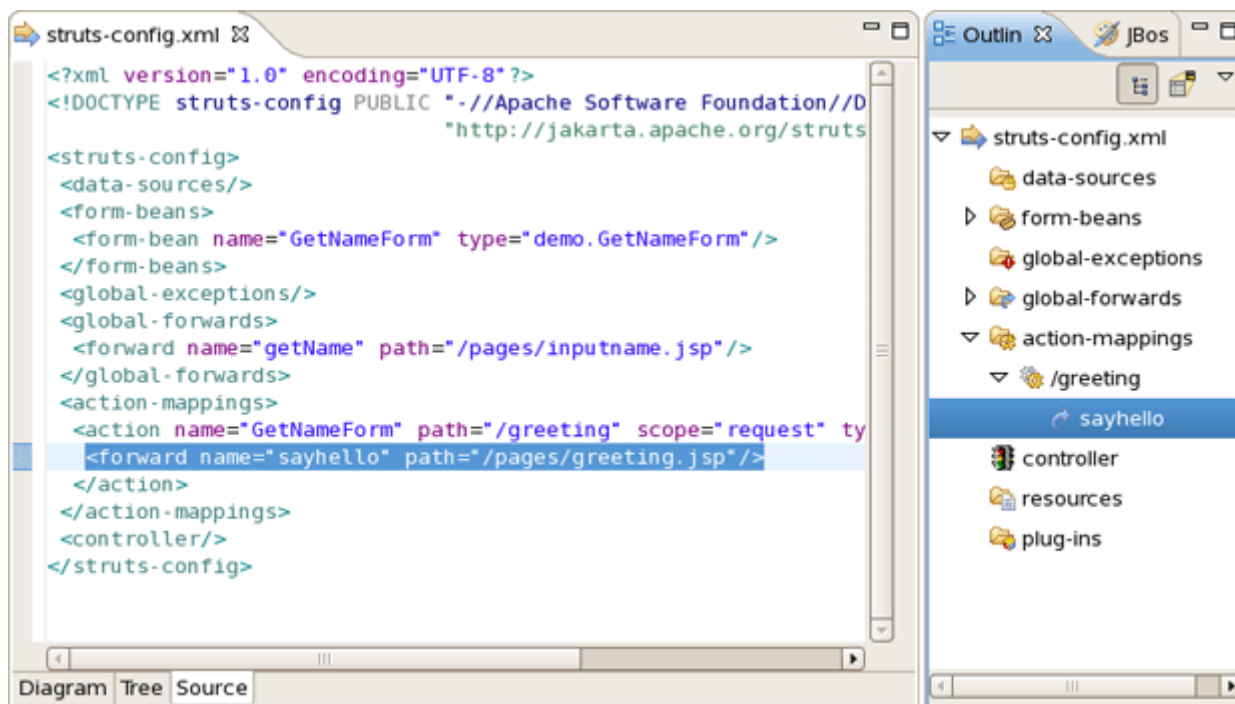 struts-config.xml
<?xml version="1.0" encoding="UTF-8"?>
<!DOCTYPE struts-config PUBLIC "-//Apache Software Foundation//D
"http://jakarta.apache.org/struts
<struts-config>
<data-sources/>
<form-beans>
<form-bean name="GetNameForm" type="demo.GetNameForm"/>
</form-beans>
<global-exceptions/>
<global-forwards>
<forward name="getName" path="/pages/inputname.jsp"/>
</global-forwards>
<action-mappings>
<action name="GetNameForm" path="/greeting" scope="request" ty
<forward name="sayhello" path="/pages/greeting.jsp"/>
</action>
</action-mappings>
<controller/>
</struts-config>
Diagram Tree Source
Outlin JBos
struts-config.xml
data-sources
form-beans
global-exceptions
global-forwards
action-mappings
/greeting
sayhello
controller
resources
plug-ins